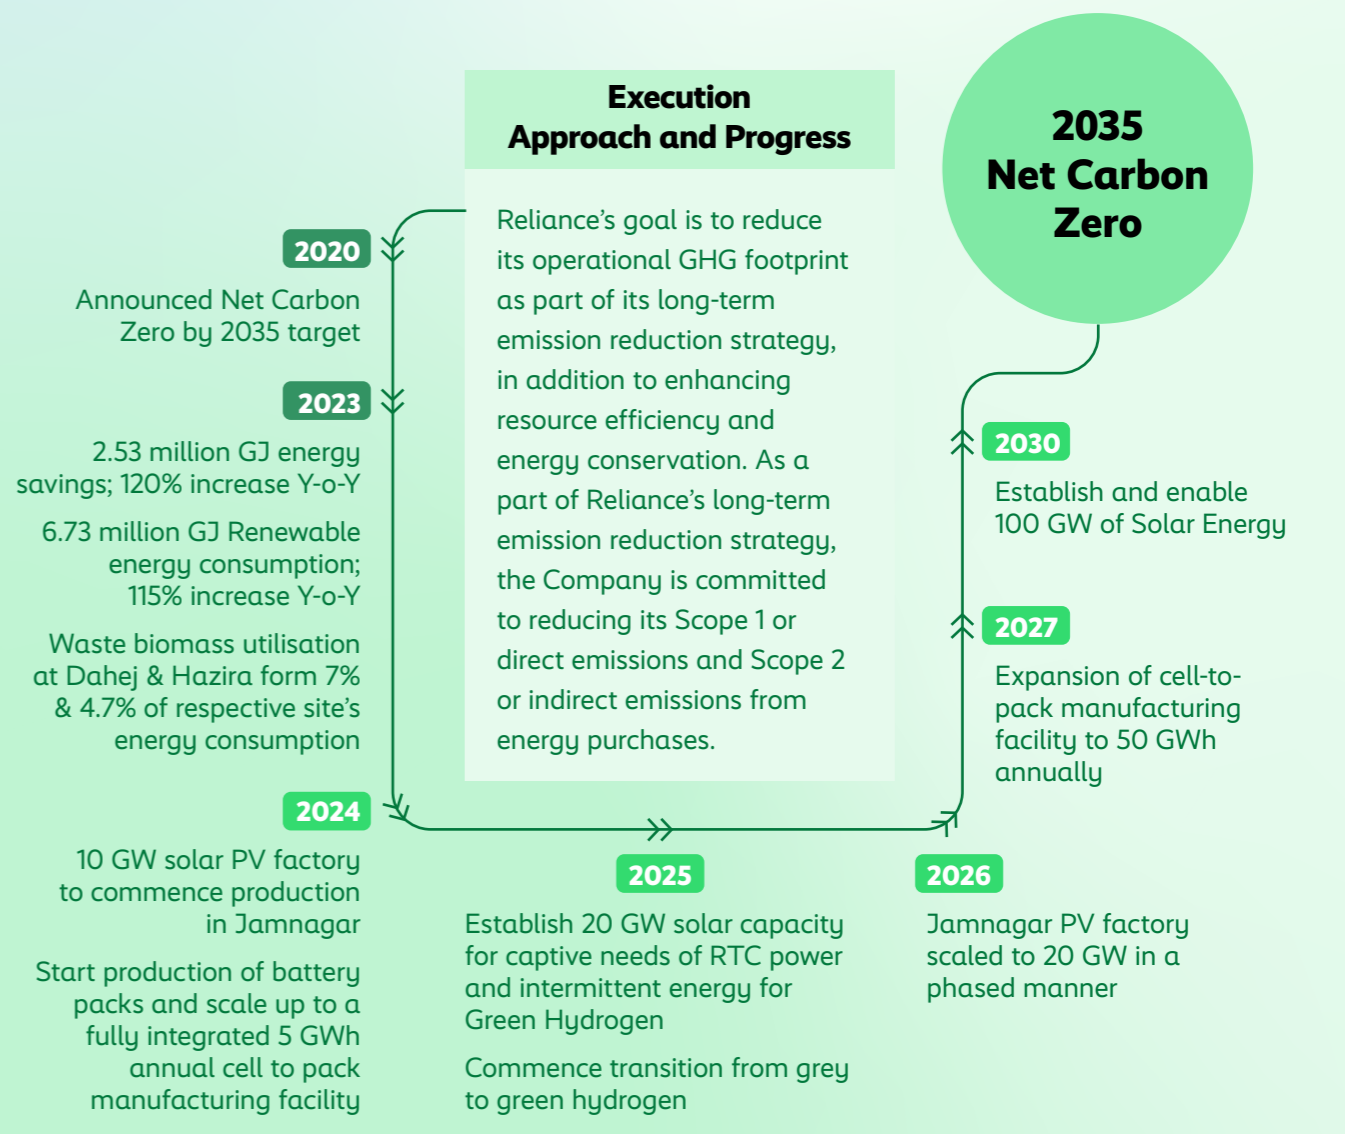 Execution
Approach and Progress
Reliance's goal is to reduce
its operational GHG footprint
as part of its long-term
emission reduction strategy,
in addition to enhancing
resource efficiency and
energy conservation. As a
part of Reliance's long-term
emission reduction strategy,
the Company is committed
to reducing its Scope 1 or
direct emissions and Scope 2
or indirect emissions from
energy purchases.
2020
Announced Net Carbon
Zero by 2035 target
2023
2.53 million GJ energy
savings; 120% increase Y-o-Y
6.73 million GJ Renewable
energy consumption;
115% increase Y-o-Y
Waste biomass utilisation
at Dahej & Hazira form 7%
& 4.7% of respective site's
energy consumption
2024
10 GW solar PV factory
to commence production
in Jamnagar
Start production of battery
packs and scale up to a
fully integrated 5 GWh
annual cell to pack
manufacturing facility
2025
Establish 20 GW solar capacity
for captive needs of RTC power
and intermittent energy for
Green Hydrogen
Commence transition from grey
to green hydrogen
2026
Jamnagar PV factory
scaled to 20 GW in a
phased manner
2027
Expansion of cell-to-
pack manufacturing
facility to 50 GWh
annually
2030
Establish and enable
100 GW of Solar Energy
2035
Net Carbon
Zero